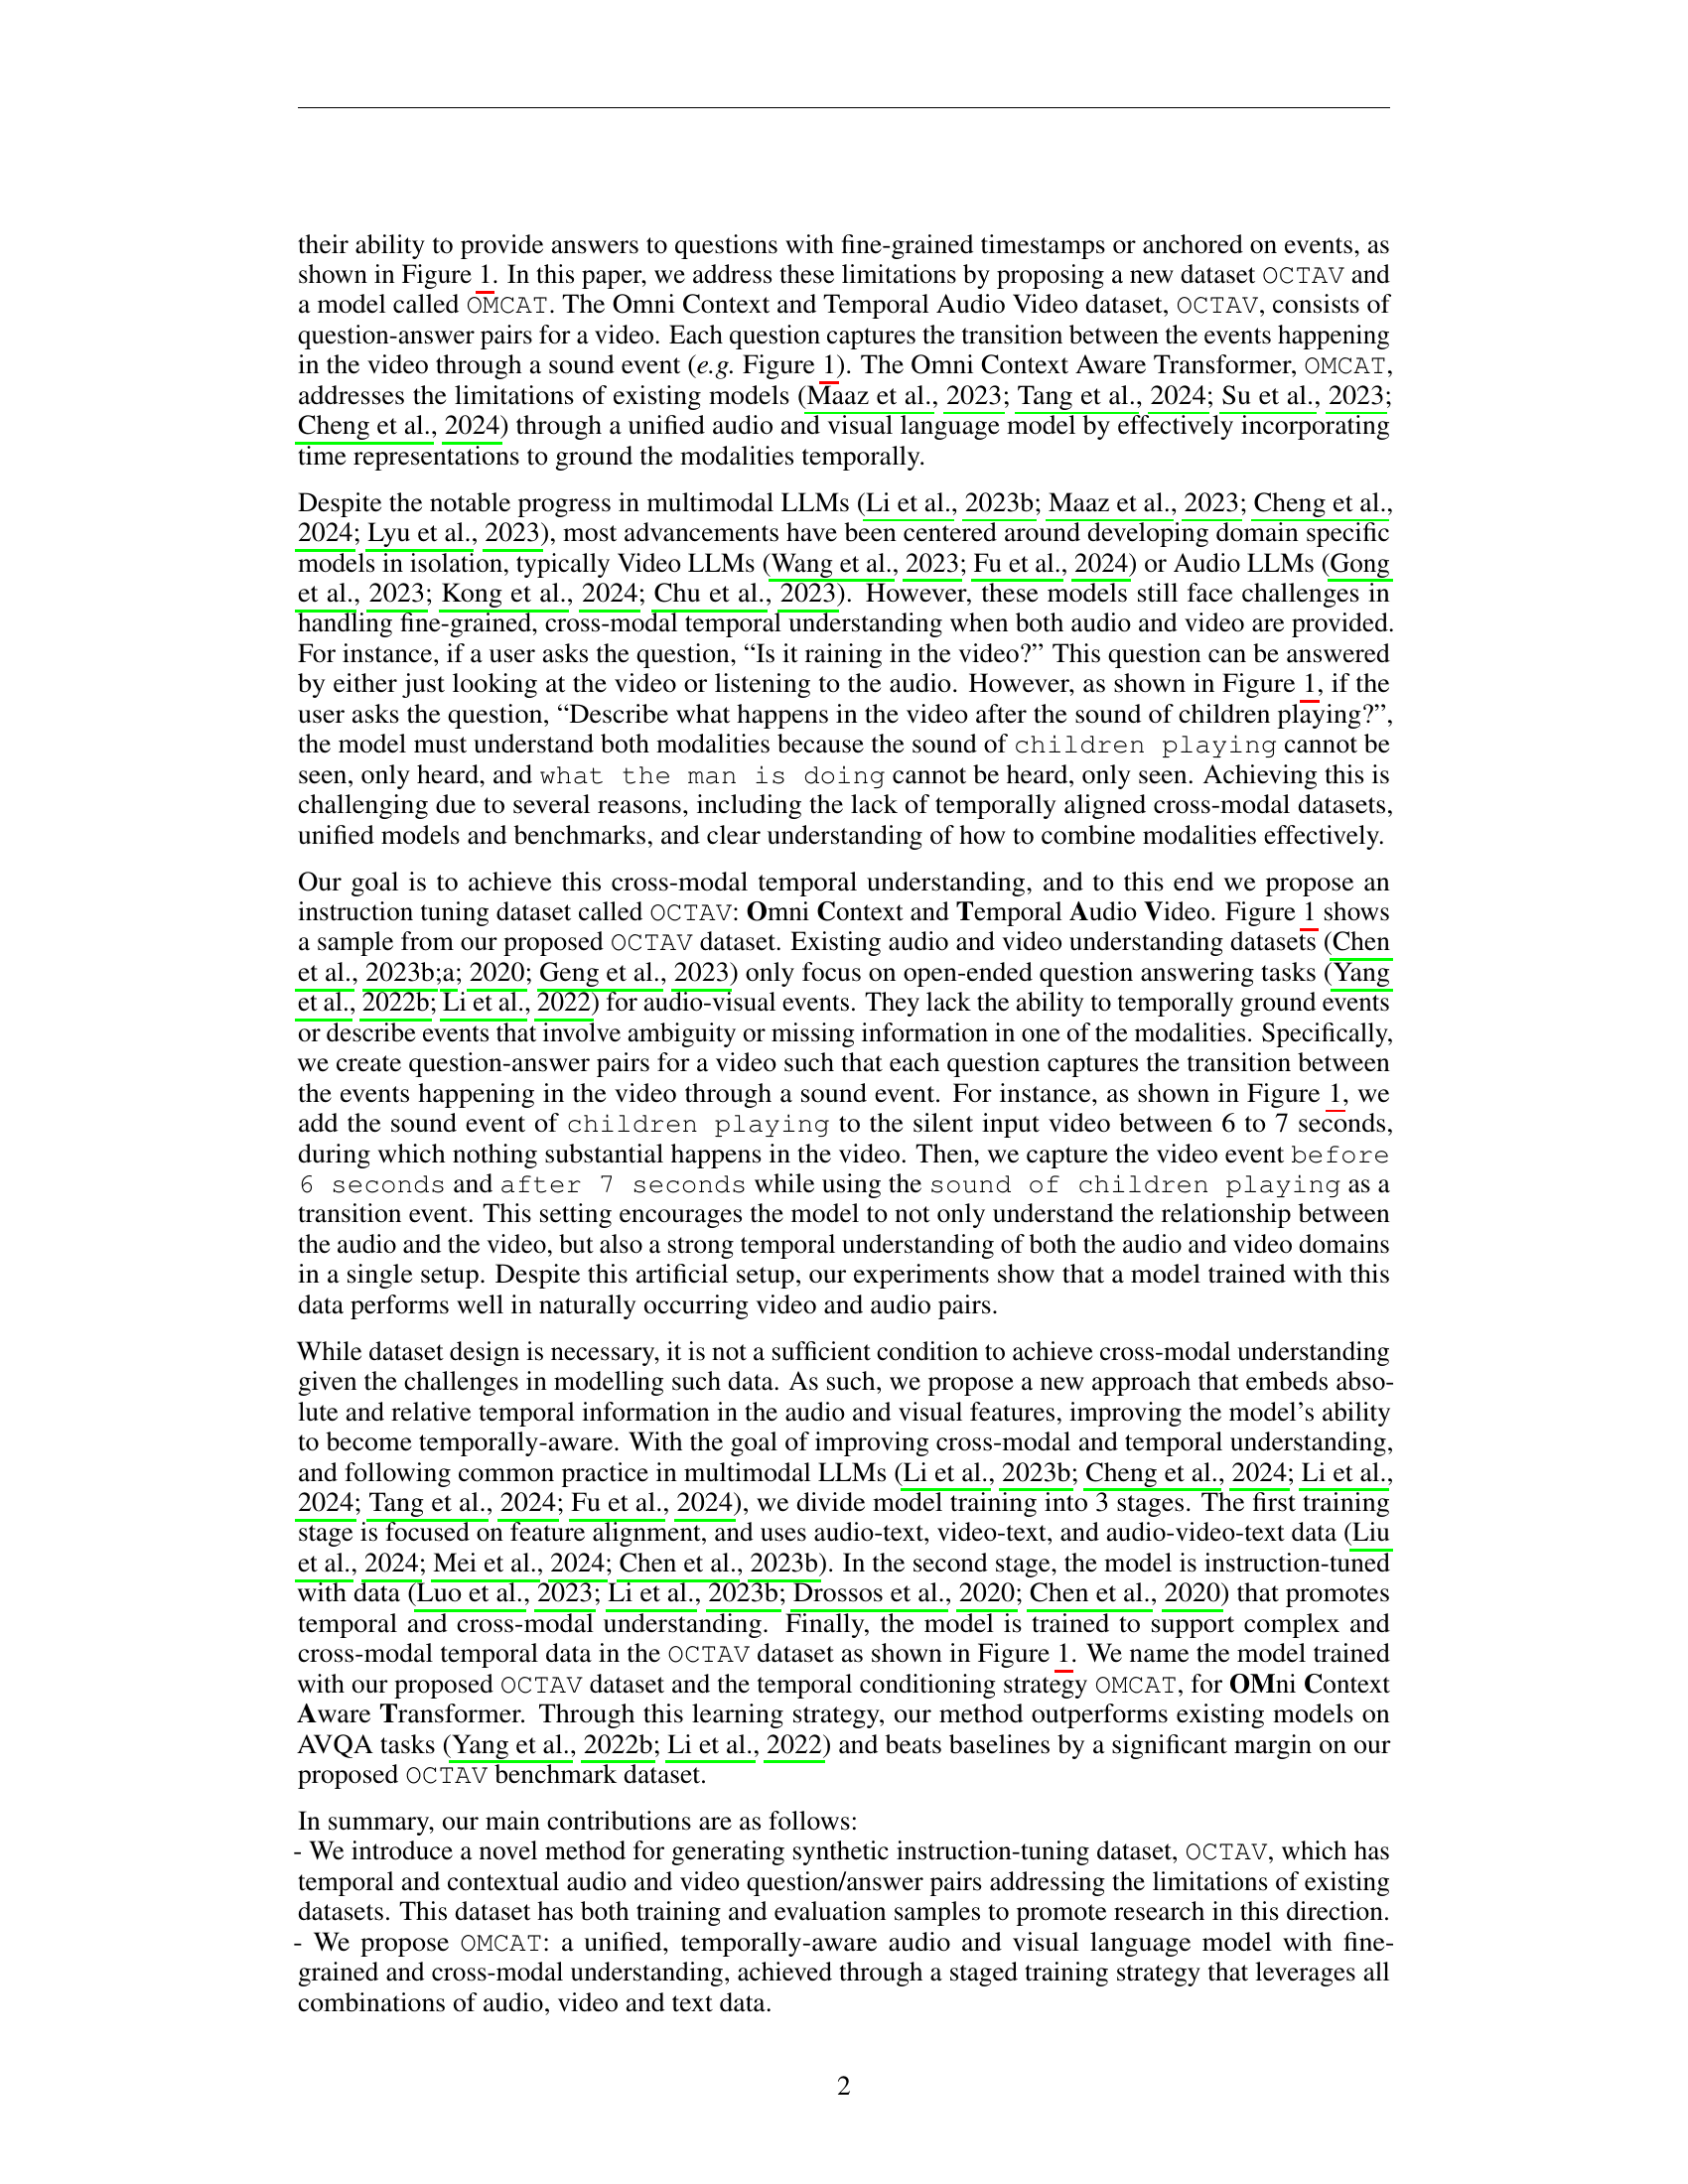 their ability to provide answers to questions with fine-grained timestamps or anchored on events, as
shown in Figure 1. In this paper, we address these limitations by proposing a new dataset OCTAV and
a model called OMCAT. The Omni Context and Temporal Audio Video dataset, OCTAV, consists of
question-answer pairs for a video. Each question captures the transition between the events happening
in the video through a sound event (e.g. Figure 1). The Omni Context Aware Transformer, OMCAT,
addresses the limitations of existing models (Maaz et al., 2023; Tang et al., 2024; Su et al., 2023;
Cheng et al., 2024) through a unified audio and visual language model by effectively incorporating
time representations to ground the modalities temporally.
Despite the notable progress in multimodal LLMs (Li et al., 2023b; Maaz et al., 2023; Cheng et al.,
2024; Lyu et al., 2023), most advancements have been centered around developing domain specific
models in isolation, typically Video LLMs (Wang et al., 2023; Fu et al., 2024) or Audio LLMs (Gong
et al., 2023; Kong et al., 2024; Chu et al., 2023). However, these models still face challenges in
handling fine-grained, cross-modal temporal understanding when both audio and video are provided.
For instance, if a user asks the question, “Is it raining in the video?” This question can be answered
by either just looking at the video or listening to the audio. However, as shown in Figure 1, if the
user asks the question, “Describe what happens in the video after the sound of children playing?”,
the model must understand both modalities because the sound of children playing cannot be
seen, only heard, and what the man is doing cannot be heard, only seen. Achieving this is
challenging due to several reasons, including the lack of temporally aligned cross-modal datasets,
unified models and benchmarks, and clear understanding of how to combine modalities effectively.
Our goal is to achieve this cross-modal temporal understanding, and to this end we propose an
instruction tuning dataset called OCTAV: Omni Context and Temporal Audio Video. Figure 1 shows
a sample from our proposed OCTAV dataset. Existing audio and video understanding datasets (Chen
et al., 2023b;a; 2020; Geng et al., 2023) only focus on open-ended question answering tasks (Yang
et al., 2022b; Li et al., 2022) for audio-visual events. They lack the ability to temporally ground events
or describe events that involve ambiguity or missing information in one of the modalities. Specifically,
we create question-answer pairs for a video such that each question captures the transition between
the events happening in the video through a sound event. For instance, as shown in Figure 1, we
add the sound event of children playing to the silent input video between 6 to 7 seconds,
during which nothing substantial happens in the video. Then, we capture the video event before
6 seconds and after 7 seconds while using the sound of children playing as a
transition event. This setting encourages the model to not only understand the relationship between
the audio and the video, but also a strong temporal understanding of both the audio and video domains
in a single setup. Despite this artificial setup, our experiments show that a model trained with this
data performs well in naturally occurring video and audio pairs.
While dataset design is necessary, it is not a sufficient condition to achieve cross-modal understanding
given the challenges in modelling such data. As such, we propose a new approach that embeds abso-
lute and relative temporal information in the audio and visual features, improving the model’s ability
to become temporally-aware. With the goal of improving cross-modal and temporal understanding,
and following common practice in multimodal LLMs (Li et al., 2023b; Cheng et al., 2024; Li et al.,
2024; Tang et al., 2024; Fu et al., 2024), we divide model training into 3 stages. The first training
stage is focused on feature alignment, and uses audio-text, video-text, and audio-video-text data (Liu
et al., 2024; Mei et al., 2024; Chen et al., 2023b). In the second stage, the model is instruction-tuned
with data (Luo et al., 2023; Li et al., 2023b; Drossos et al., 2020; Chen et al., 2020) that promotes
temporal and cross-modal understanding. Finally, the model is trained to support complex and
cross-modal temporal data in the OCTAV dataset as shown in Figure 1. We name the model trained
with our proposed OCTAV dataset and the temporal conditioning strategy OMCAT, for OMni Context
Aware Transformer. Through this learning strategy, our method outperforms existing models on
AVQA tasks (Yang et al., 2022b; Li et al., 2022) and beats baselines by a significant margin on our
proposed OCTAV benchmark dataset.
In summary, our main contributions are as follows:
- We introduce a novel method for generating synthetic instruction-tuning dataset, OCTAV, which has
temporal and contextual audio and video question/answer pairs addressing the limitations of existing
datasets. This dataset has both training and evaluation samples to promote research in this direction.
- We propose OMCAT: a unified, temporally-aware audio and visual language model with fine-
grained and cross-modal understanding, achieved through a staged training strategy that leverages all
combinations of audio, video and text data.
2